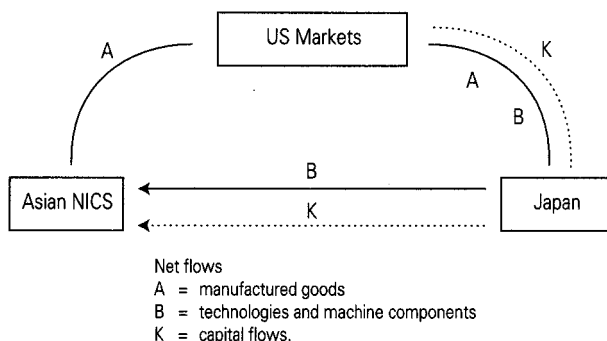 US Markets
A
K
A
B
Asian NICS
B
K
Japan
Net flows
A = manufactured goods
B = technologies and machine components
K = capital flows.